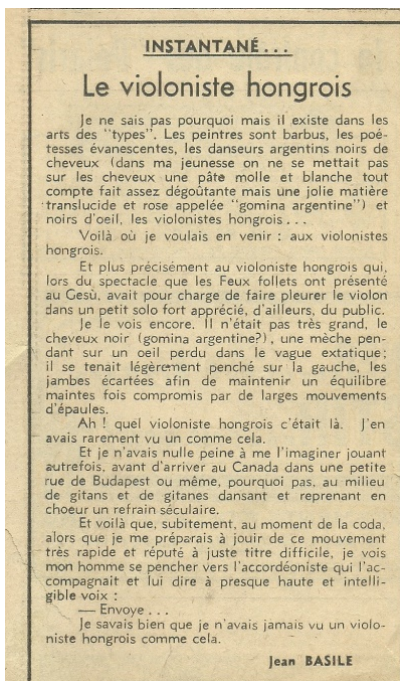 INSTANTANÉ...
Le violoniste hongrois
Je ne sais pas pourquoi mais il existe dans les
arts des "types". Les peintres sont barbus, les poé-
tesses évanescentes, les danseurs argentins noirs de
cheveux (dans ma jeunesse on ne se mettait pas
sur les cheveux une pâte molle et blanche tout
compte fait assez dégoûtante mais une jolie matière
translucide et rose appelée "gomina argentine") et
noirs d'oeil, les violonistes hongrois...
Voilà où je voulais en venir : aux violonistes
hongrois.
Et plus précisément au violoniste hongrois qui,
lors du spectacle que les Feux follets ont présenté
au Gesù, avait pour charge de faire pleurer le violon
dans un petit solo fort apprécié, d'ailleurs, du public.
Je le vois encore. Il n'était pas très grand, le
cheveux noir (gomina argentine?), une mèche pen-
dant sur un oeil perdu dans le vague extatique;
il se tenait légèrement penché sur la gauche, les
jambes écartées afin de maintenir un équilibre
maintes fois compromis par de larges mouvements
d'épaules.
Ah ! quel violoniste hongrois c'était là. J'en
avais rarement vu un comme cela.
Et je n'avais nulle peine à me l'imaginer jouant
autrefois, avant d'arriver au Canada dans une petite
rue de Budapest ou même, pourquoi pas, au milieu
de gitans et de gitanes dansant et reprenant en
choeur un refrain séculaire.
Et voilà que, subitement, au moment de la coda,
alors que je me préparais à jouir de ce mouvement
très rapide et réputé à juste titre difficile, je vois
mon homme se pencher vers l'accordéoniste qui l'ac-
compagnait et lui dire à presque haute et intelli-
gible voix :
— Envoye...
Je savais bien que je n'avais jamais vu un violo-
niste hongrois comme cela.
Jean BASILE